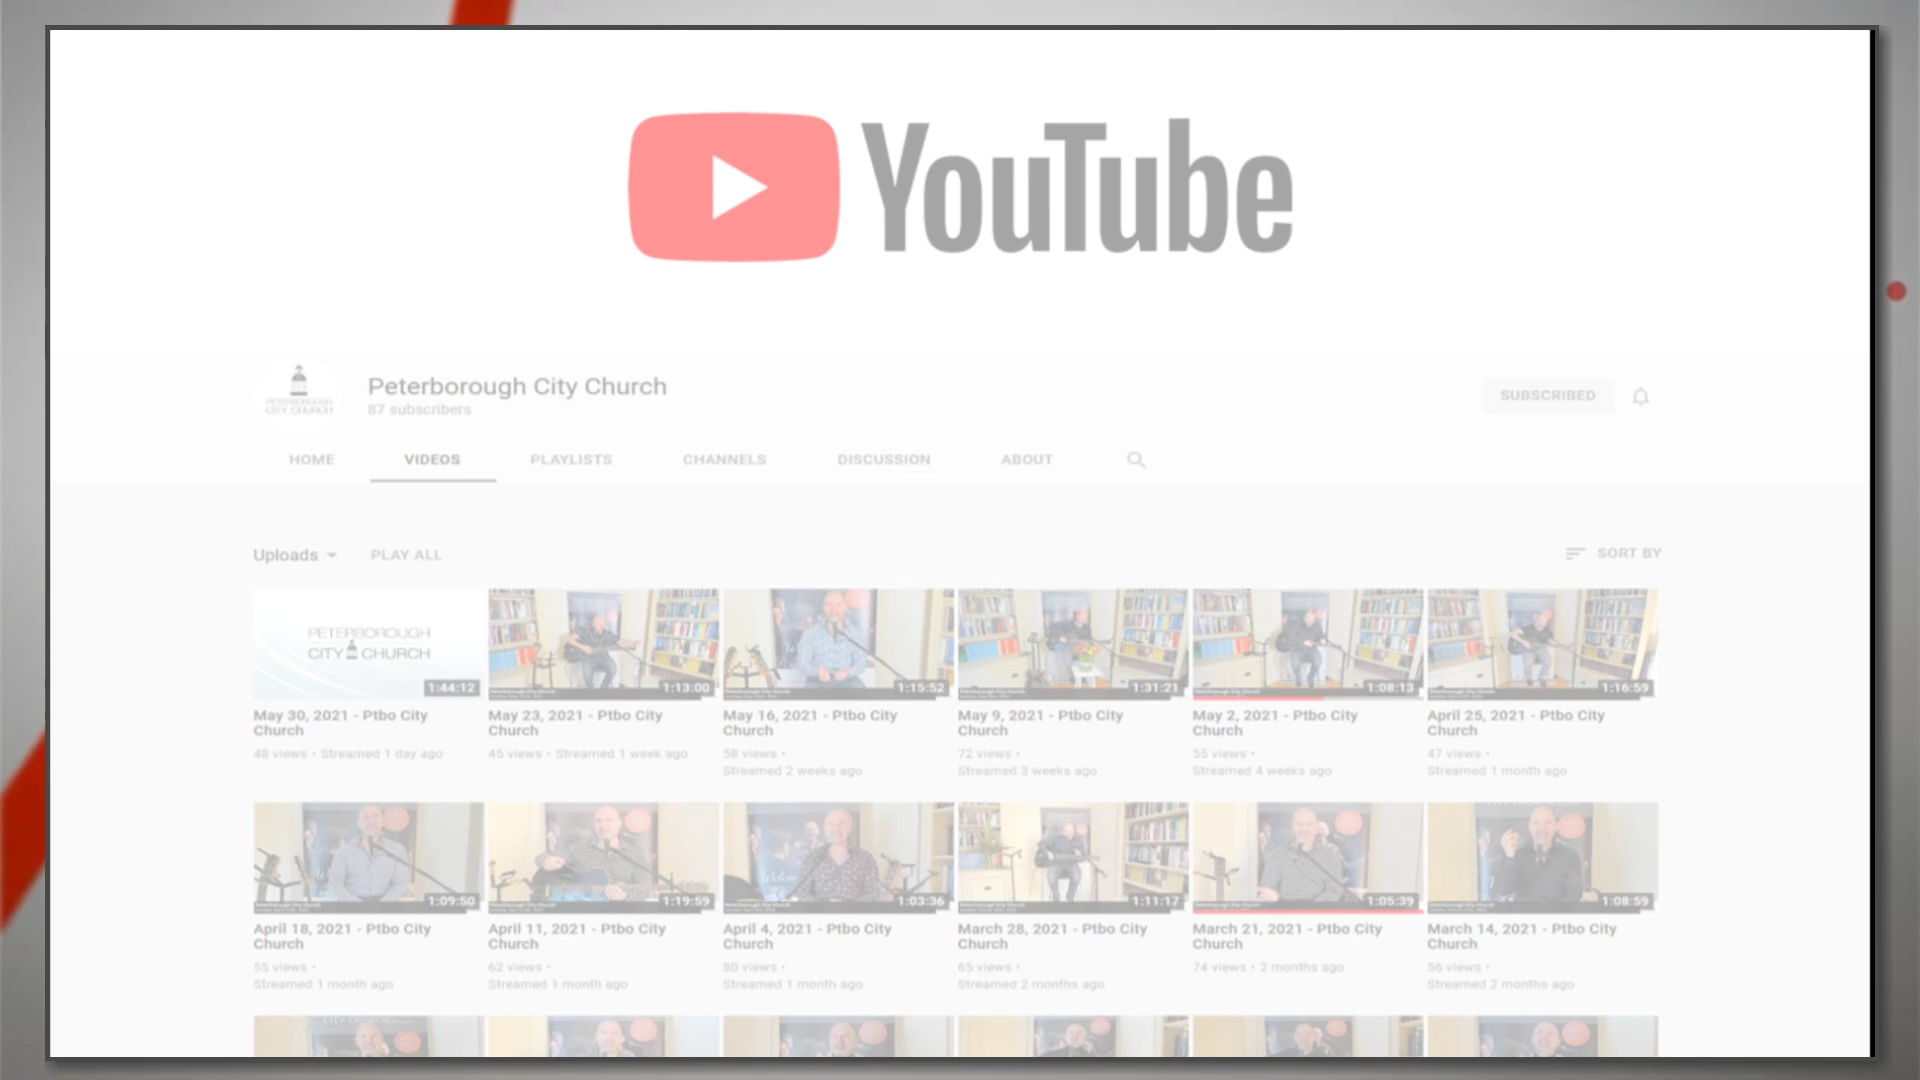 YouTube
Peterborough City Church
87 subscribers
SUBSCRIBED
PETERBOROUGH
CITY CHURCH
HOME VIDEOS PLAYLISTS CHANNELS DISCUSSION ABOUT
Uploads PLAY ALL SORT BY
PETERBOROUGH
CITY CHURCH
1:44:12 1:13:00 1:15:52 1:31:21 1:08:13 1:16:59
May 30, 2021 - Ptbo City
Church
48 views • Streamed 1 day ago
May 23, 2021 - Ptbo City
Church
45 views • Streamed 1 week ago
May 16, 2021 - Ptbo City
Church
58 views •
Streamed 2 weeks ago
May 9, 2021 - Ptbo City
Church
72 views •
Streamed 3 weeks ago
May 2, 2021 - Ptbo City
Church
55 views •
Streamed 4 weeks ago
April 25, 2021 - Ptbo City
Church
47 views •
Streamed 1 month ago
1:09:50 1:19:59 1:03:36 1:11:17 1:05:39 1:08:59
April 18, 2021 - Ptbo City
Church
55 views •
Streamed 1 month ago
April 11, 2021 - Ptbo City
Church
62 views •
Streamed 1 month ago
April 4, 2021 - Ptbo City
Church
80 views •
Streamed 1 month ago
March 28, 2021 - Ptbo City
Church
65 views •
Streamed 2 months ago
March 21, 2021 - Ptbo City
Church
74 views • 2 months ago
March 14, 2021 - Ptbo City
Church
56 views •
Streamed 2 months ago
CITY CHURCH